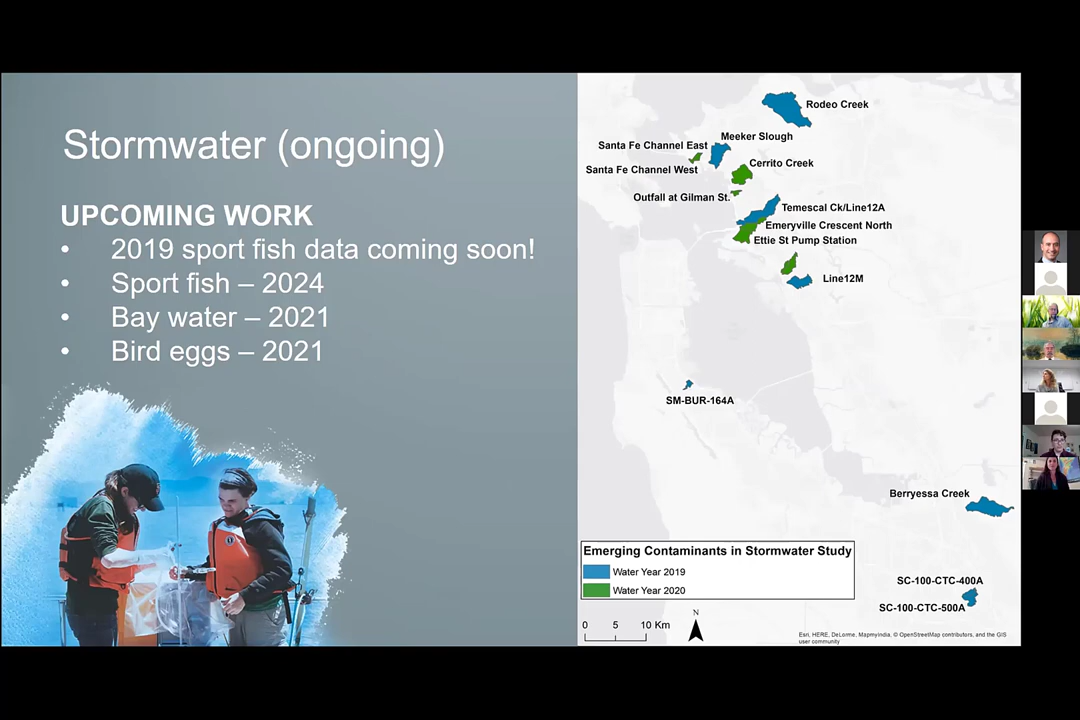 Stormwater (ongoing)
UPCOMING WORK
• 2019 sport fish data coming soon!
• Sport fish – 2024
• Bay water – 2021
• Bird eggs – 2021
Rodeo Creek
Meeker Slough
Santa Fe Channel East
Cerrito Creek
Santa Fe Channel West
Outfall at Gilman St.
Temescal Ck/Line12A
Emeryville Crescent North
Ettie St Pump Station
Line12M
SM-BUR-164A
Berryessa Creek
SC-100-CTC-400A
SC-100-CTC-500A
Emerging Contaminants in Stormwater Study
Water Year 2019
Water Year 2020
0 5 10 Km
N
Esri, HERE, DeLorme, MapmyIndia, © OpenStreetMap contributors, and the GIS
user community